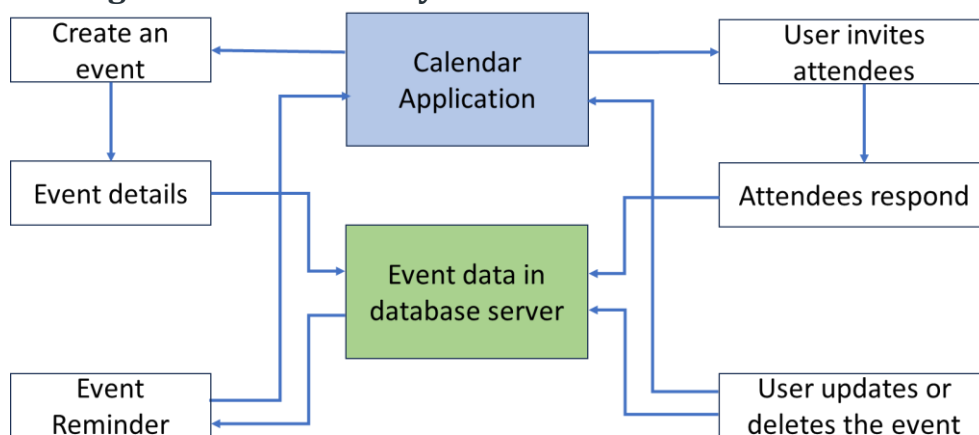 Create an
event
Calendar
Application
User invites
attendees
Event details
Attendees respond
Event data in
database server
Event
Reminder
User updates or
deletes the event